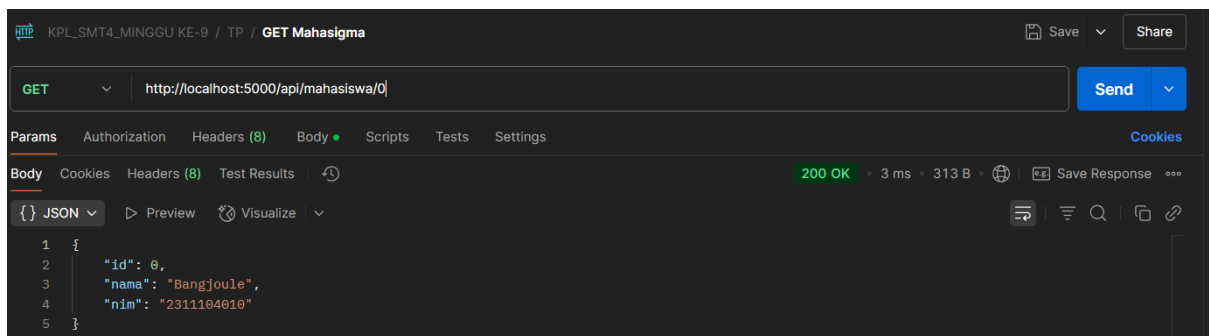 HTTP KPL_SMT4_MINGGU KE-9 / TP / GET Mahasigma Save Share
GET http://localhost:5000/api/mahasiswa/0 Send
Params Authorization Headers (8) Body Scripts Tests Settings Cookies
Body Cookies Headers (8) Test Results 200 OK 3 ms 313 B e.g. Save Response
{} JSON Preview Visualize
1 {
2 "id": 0,
3 "nama": "Bangjoule",
4 "nim": "2311104010"
5 }